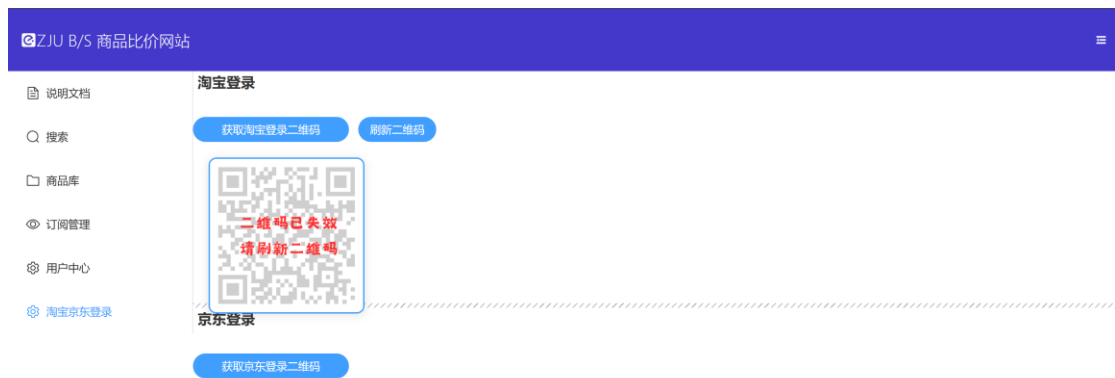 ZJU B/S 商品比价网站
说明文档
搜索
商品库
订阅管理
用户中心
淘宝京东登录
淘宝登录
获取淘宝登录二维码 刷新二维码
二维码已失效
请刷新二维码
京东登录
获取京东登录二维码